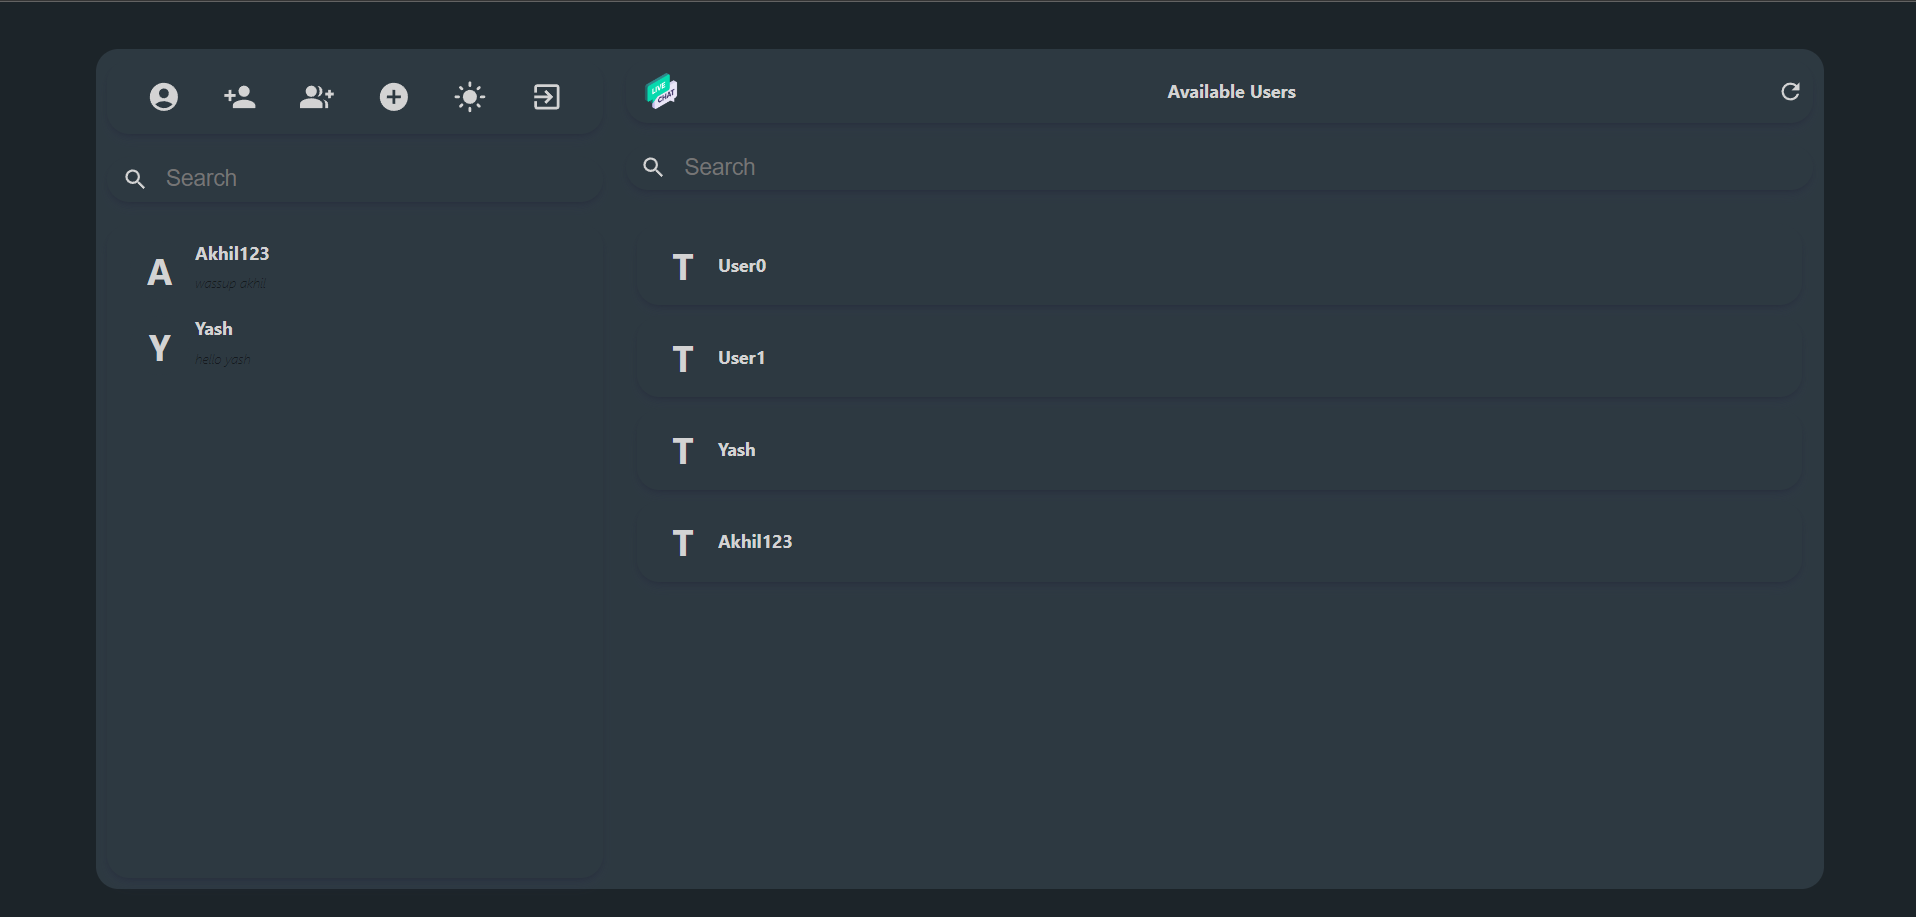 LIVE
CHAT
Available Users
Search
Search
A
Akhil123
wassup akhil
Y
Yash
hello yash
T
User0
T
User1
T
Yash
T
Akhil123